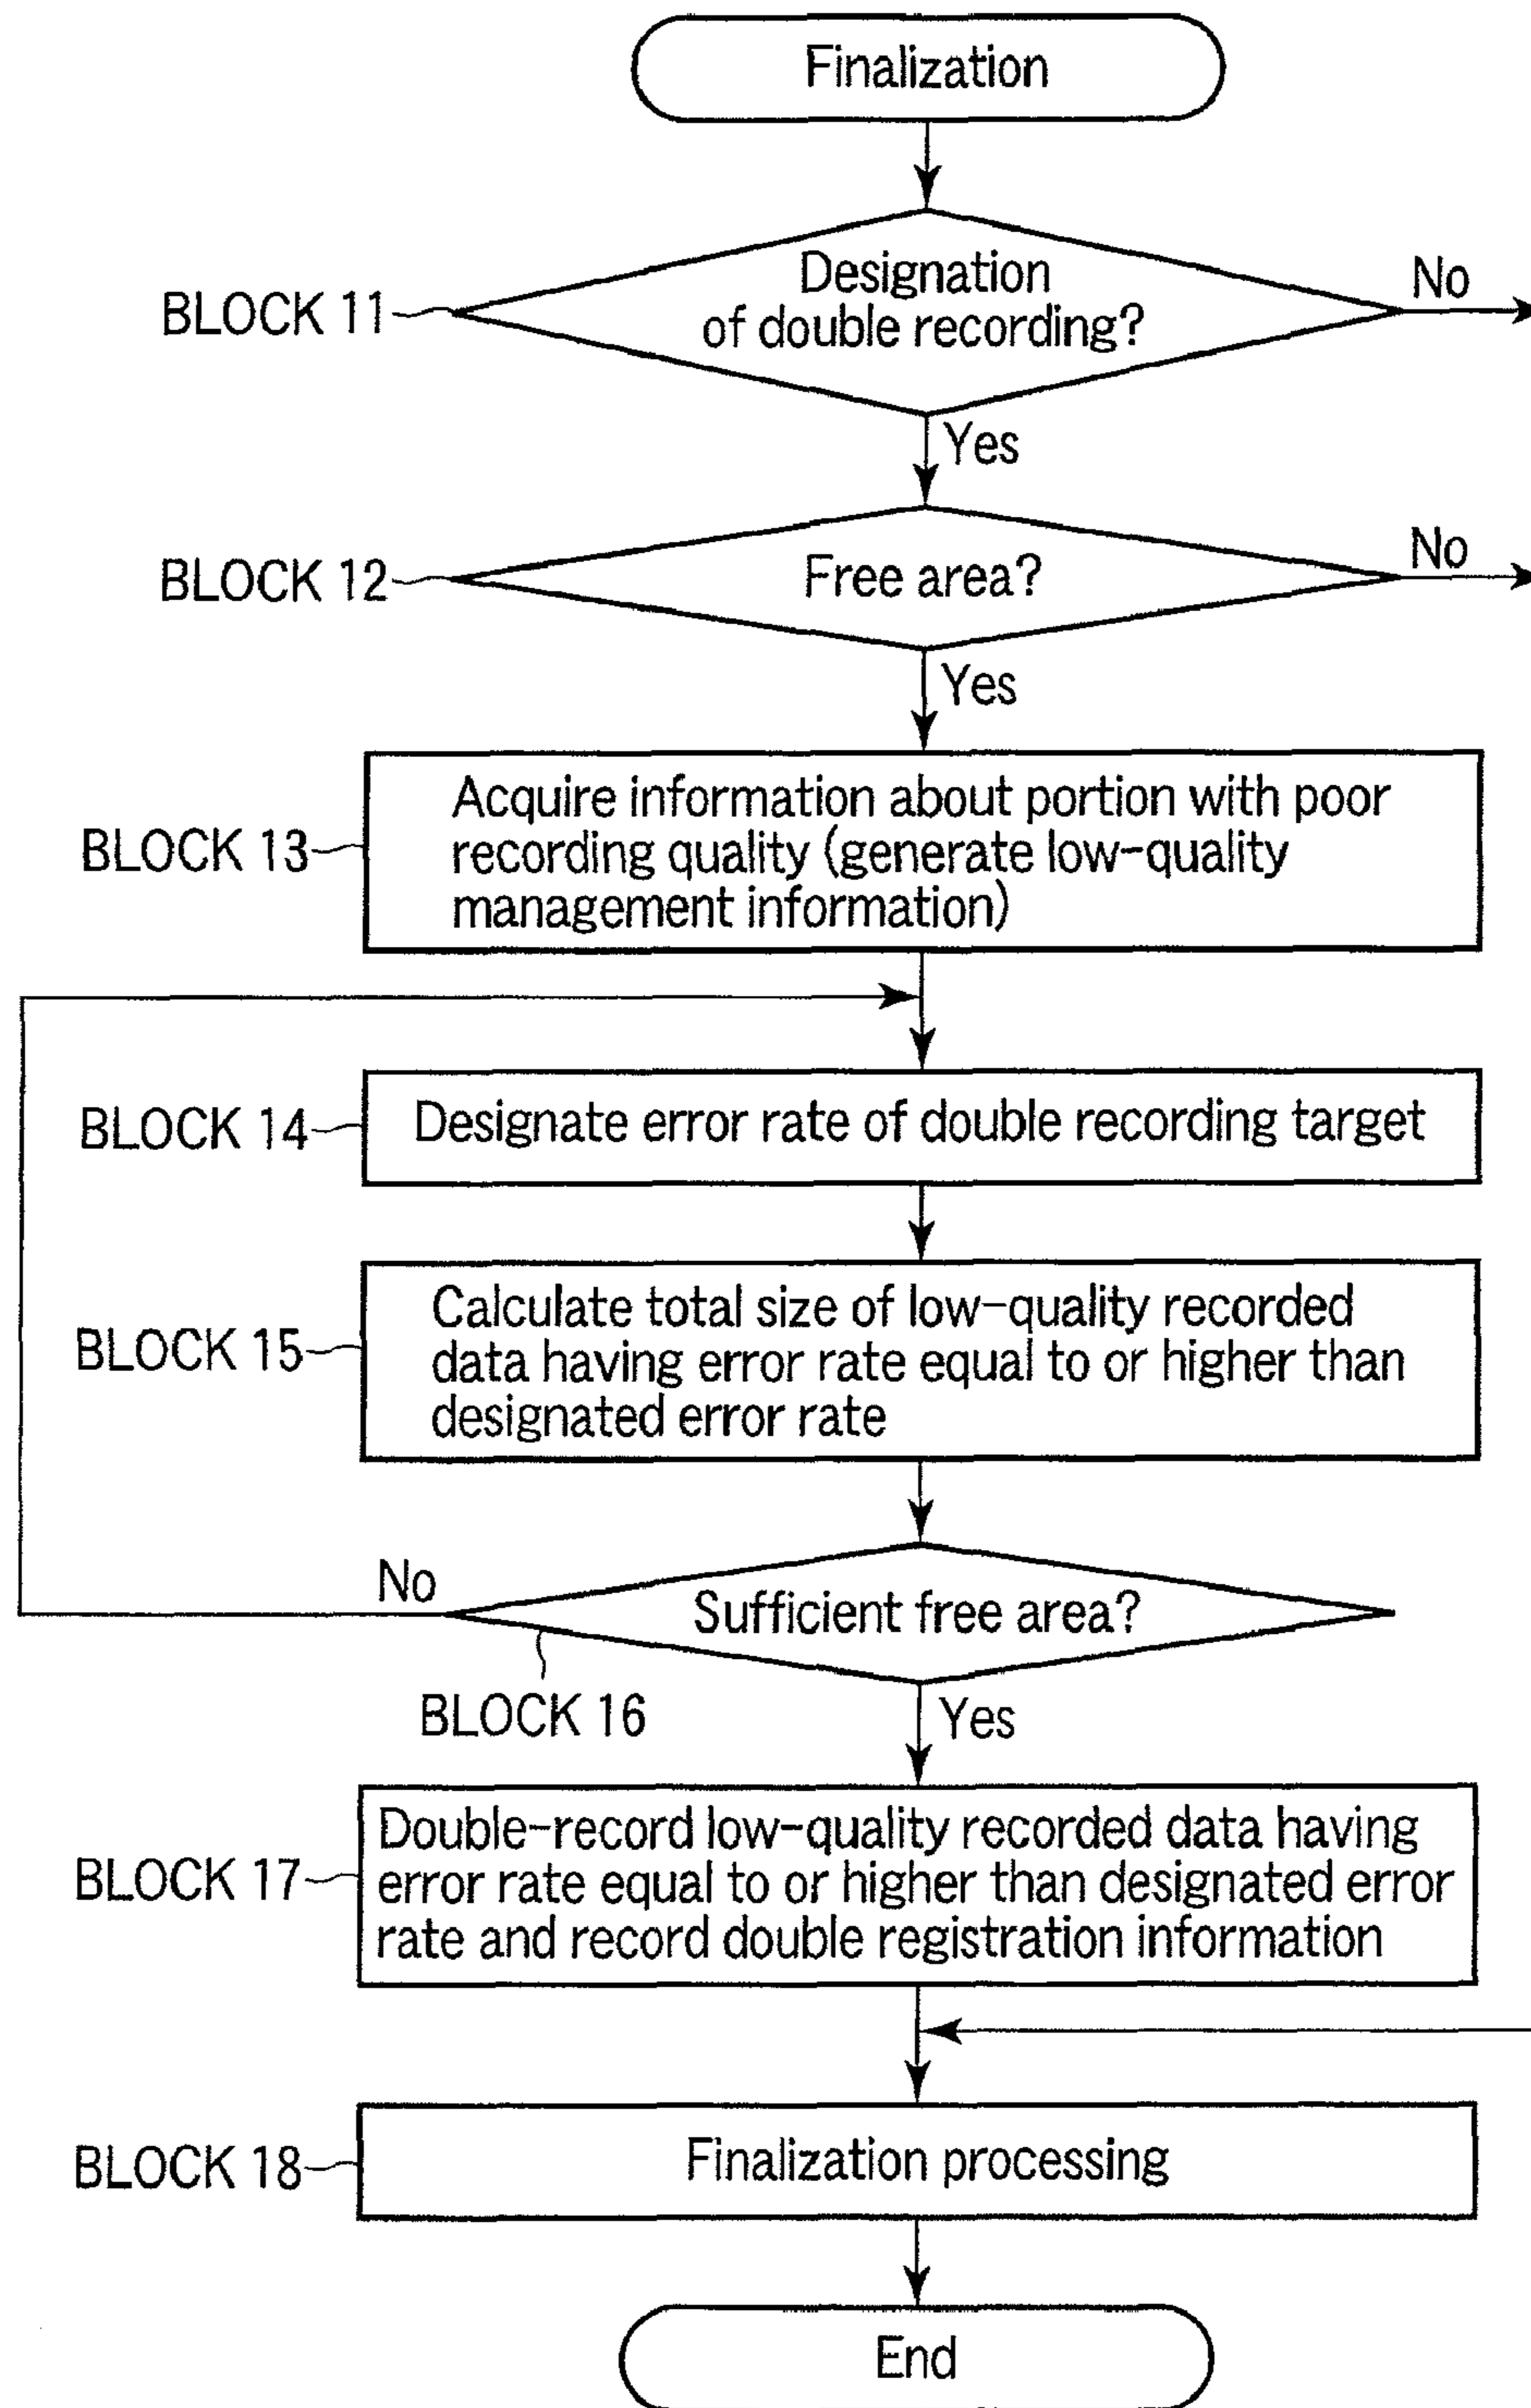 Finalization
Designation
of double recording?
BLOCK 11
No
Yes
Free area?
BLOCK 12
No
Yes
Acquire information about portion with poor
recording quality (generate low-quality
management information)
BLOCK 13
Designate error rate of double recording target
BLOCK 14
Calculate total size of low-quality recorded
data having error rate equal to or higher than
designated error rate
BLOCK 15
No
Sufficient free area?
BLOCK 16
Yes
Double-record low-quality recorded data having
error rate equal to or higher than designated error
rate and record double registration information
BLOCK 17
Finalization processing
BLOCK 18
End